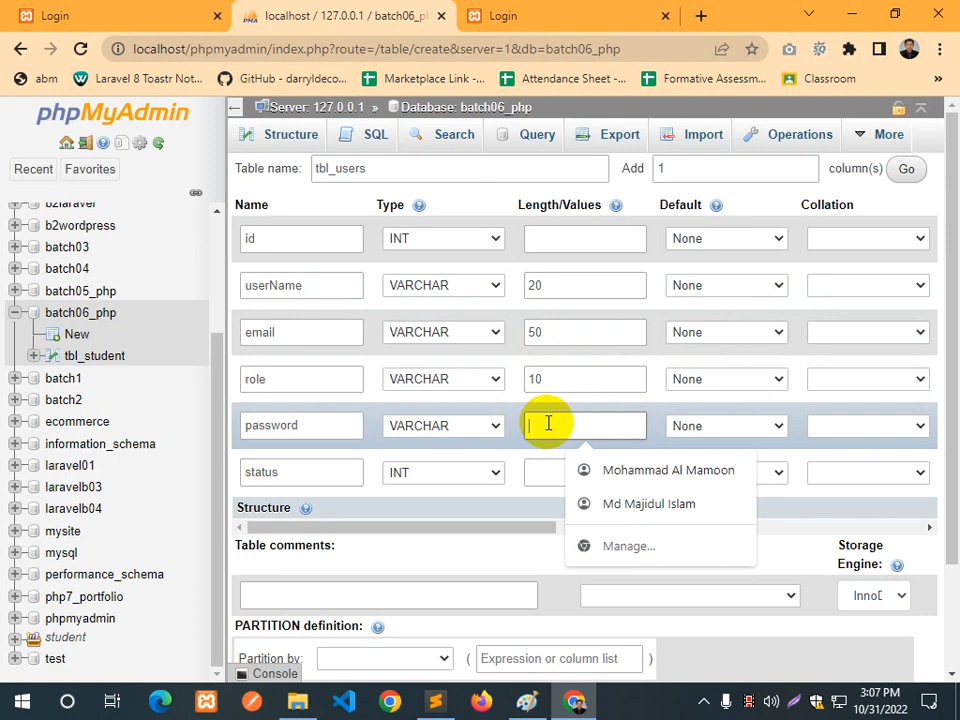 Login
localhost / 127.0.0.1 / batch06_pl
Login
localhost/phpmyadmin/index.php?route=/table/create&server=1&db=batch06_php
abm
Laravel 8 Toastr Not...
GitHub - darryldeco...
Marketplace Link -...
Attendance Sheet -...
Formative Assessm...
Classroom
»
phpMyAdmin
Recent
Favorites
b2laravel
b2wordpress
batch03
batch04
batch05_php
batch06_php
New
tbl_student
batch1
batch2
ecommerce
information_schema
laravel01
laravelb03
laravelb04
mysite
mysql
performance_schema
php7_portfolio
phpmyadmin
student
test
Server: 127.0.0.1 » Database: batch06_php
Structure SQL Search Query Export Import Operations More
Table name: tbl_users Add 1 column(s) Go
Name Type Length/Values Default Collation
id INT None
userName VARCHAR 20 None
email VARCHAR 50 None
role VARCHAR 10 None
password VARCHAR None
status INT
Mohammad Al Mamoon
Md Majidul Islam
Manage...
Structure
Table comments:
Storage
Engine:
InnoD
PARTITION definition:
Partition by: ( Expression or column list )
Console
3:07 PM
10/31/2022